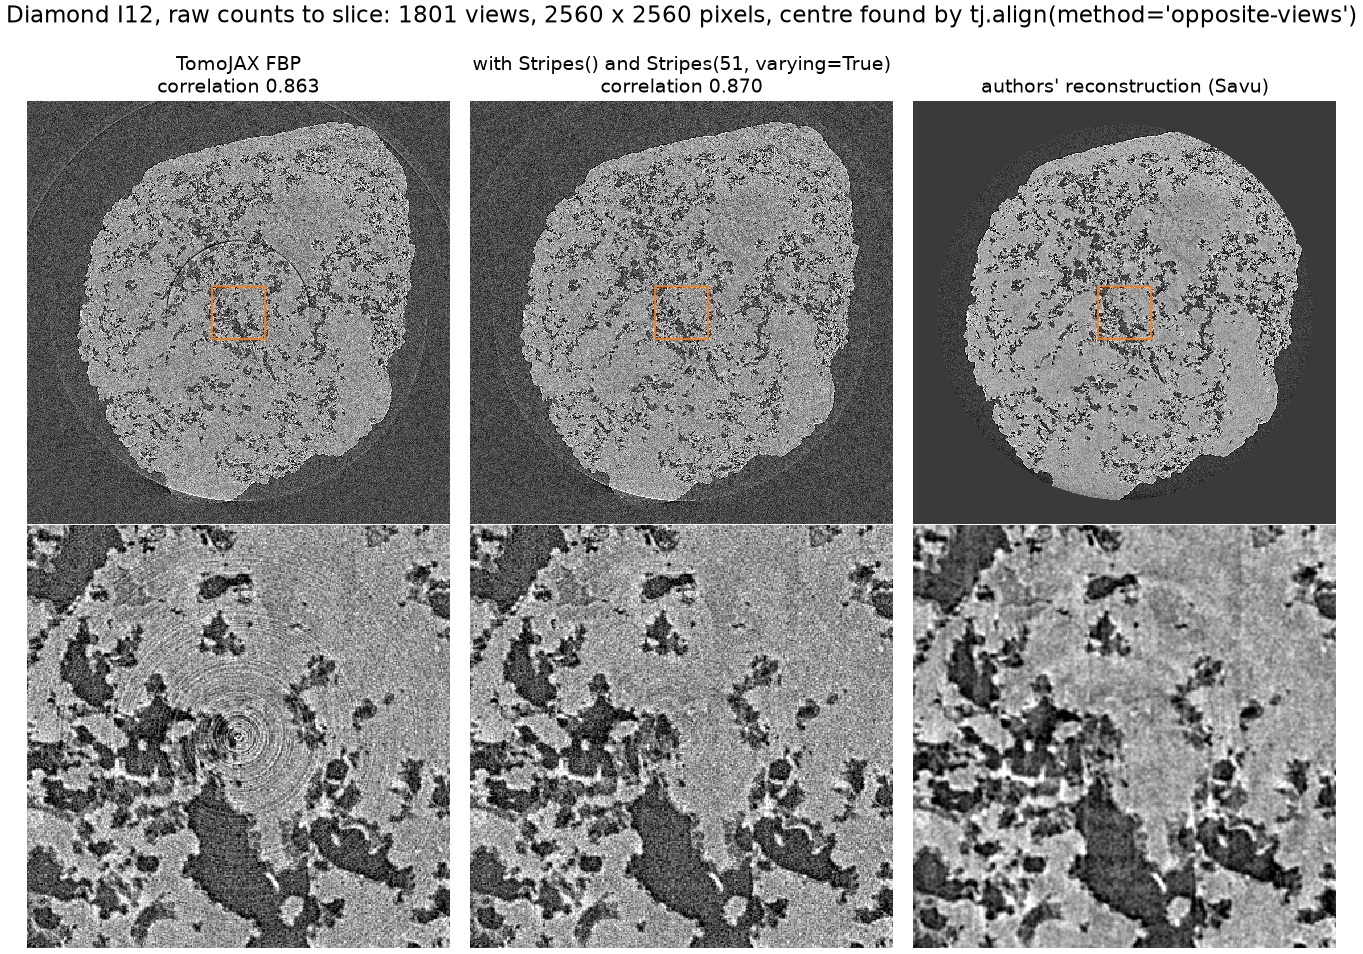 Diamond I12, raw counts to slice: 1801 views, 2560 x 2560 pixels, centre found by tj.align(method='opposite-views')
TomoJAX FBP
correlation 0.863
with Stripes() and Stripes(51, varying=True)
correlation 0.870
authors' reconstruction (Savu)